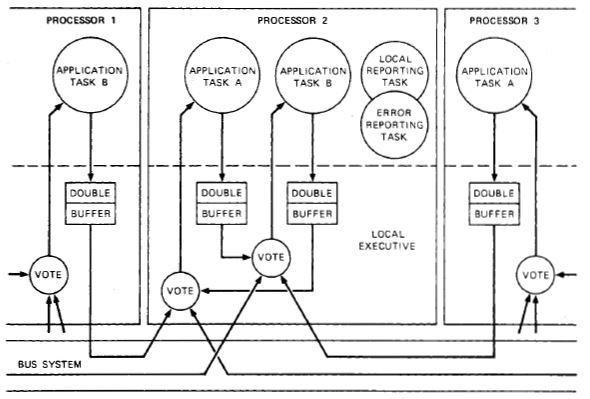 PROCESSOR 1
PROCESSOR 2
PROCESSOR 3
APPLICATION
TASK B
APPLICATION
TASK A
APPLICATION
TASK B
LOCAL
REPORTING
TASK
ERROR
REPORTING
TASK
APPLICATION
TASK A
DOUBLE
BUFFER
DOUBLE
BUFFER
DOUBLE
BUFFER
DOUBLE
BUFFER
LOCAL
EXECUTIVE
VOTE
VOTE
VOTE
VOTE
BUS SYSTEM